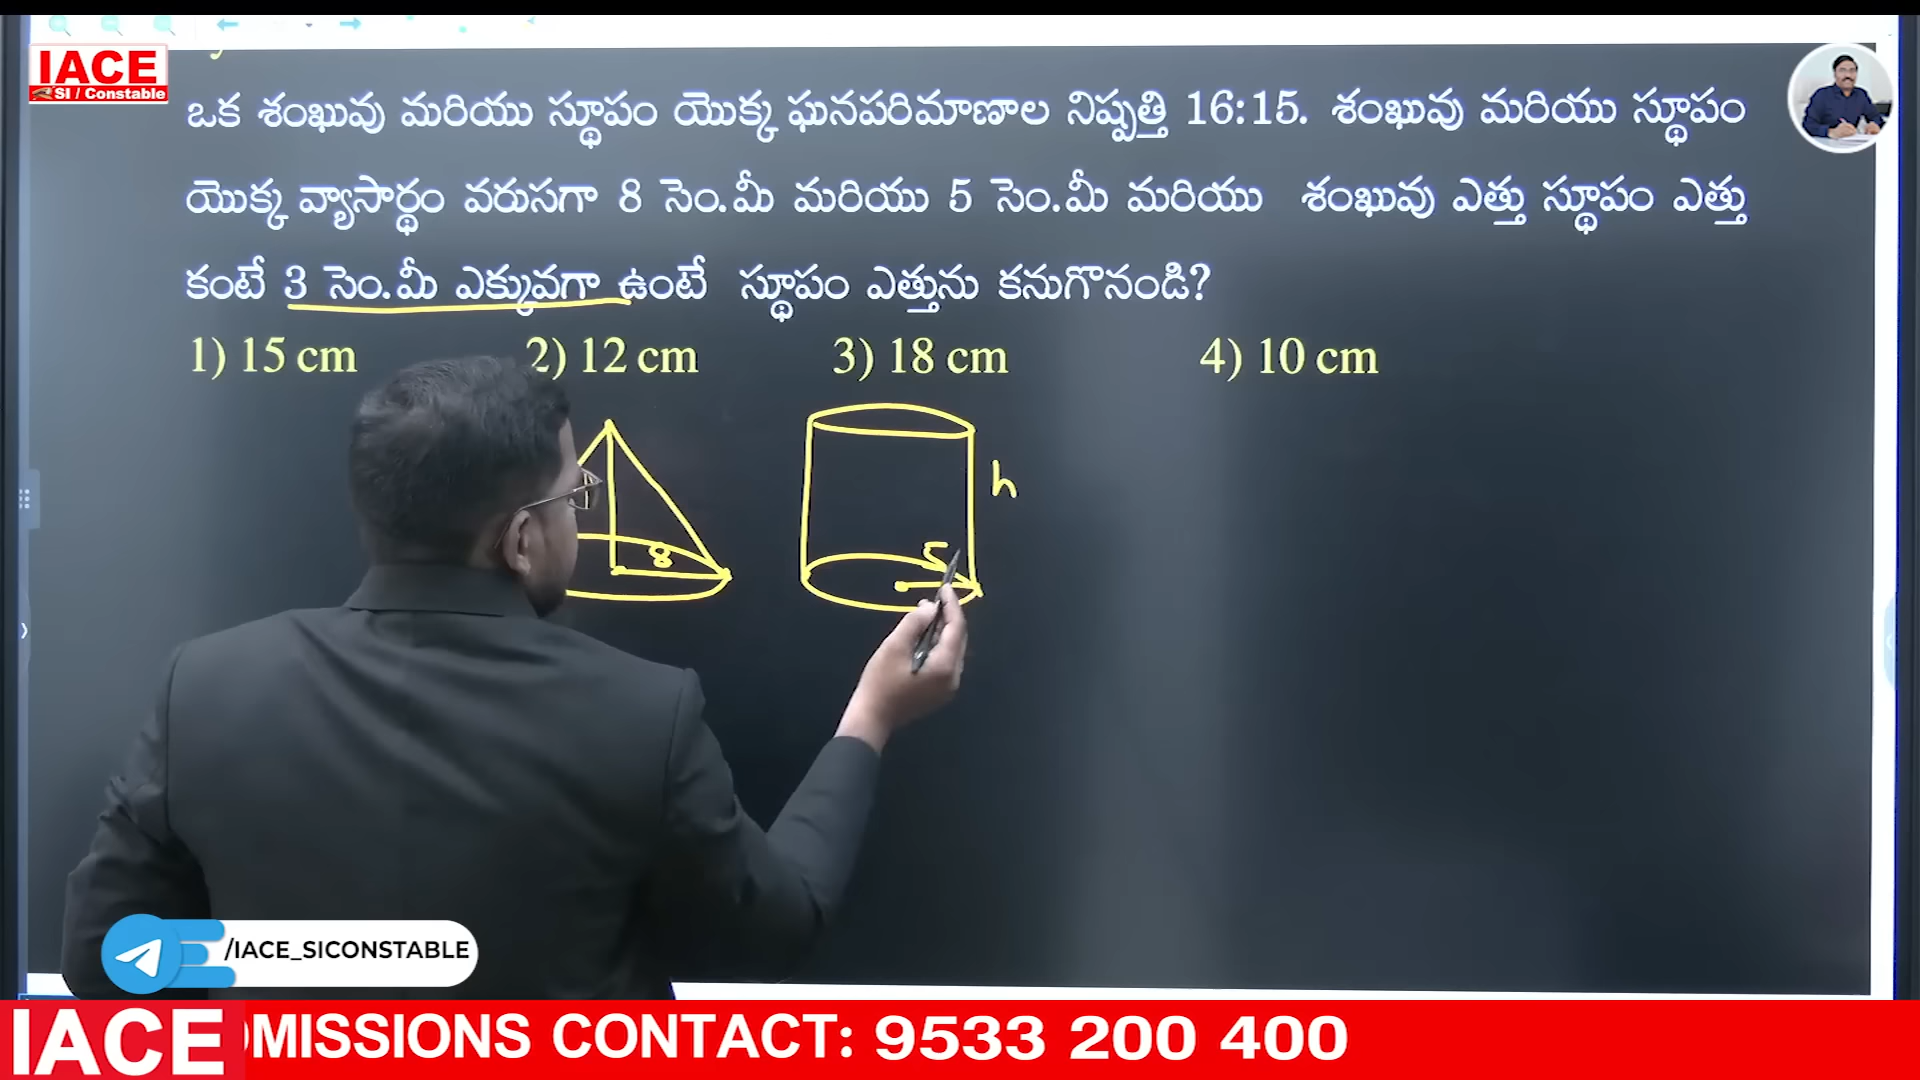 IACE
SI / Constable
ఒక శంఖువు మరియు స్థూపం యొక్క ఘనపరిమాణాల నిష్పత్తి 16:15. శంఖువు మరియు స్థూపం
యొక్క వ్యాసార్థం వరుసగా 8 సెం.మీ మరియు 5 సెం.మీ మరియు శంఖువు ఎత్తు స్థూపం ఎత్తు
కంటే 3 సెం.మీ ఎక్కువగా ఉంటే స్థూపం ఎత్తును కనుగొనండి?
1) 15 cm 2) 12 cm 3) 18 cm 4) 10 cm
h
8 5
/IACE_SICONSTABLE
IACE DMISSIONS CONTACT: 9533 200 400